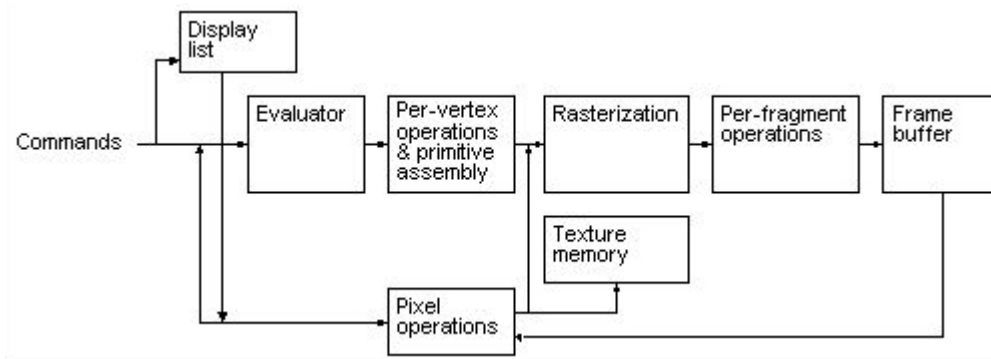 Display
list
Commands
Evaluator
Per-vertex
operations
& primitive
assembly
Rasterization
Per-fragment
operations
Frame
buffer
Texture
memory
Pixel
operations